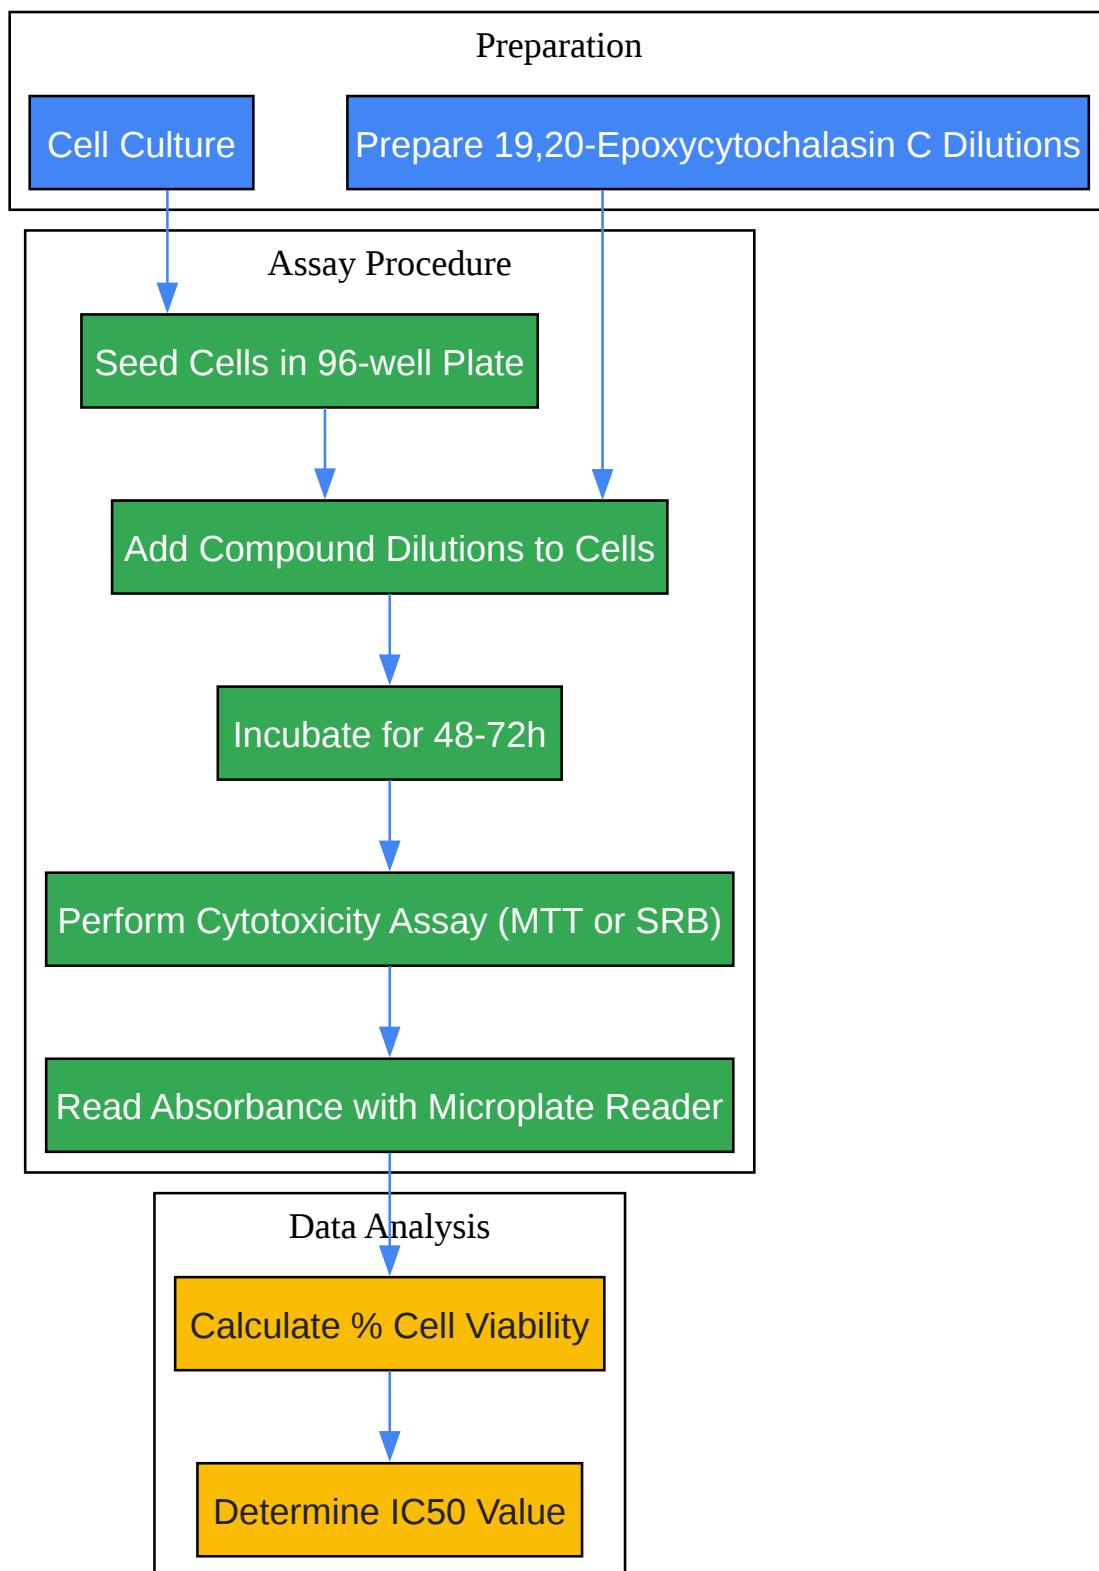 Preparation
Cell Culture
Prepare 19,20-Epoxycytochalasin C Dilutions
Assay Procedure
Seed Cells in 96-well Plate
Add Compound Dilutions to Cells
Incubate for 48-72h
Perform Cytotoxicity Assay (MTT or SRB)
Read Absorbance with Microplate Reader
Data Analysis
Calculate % Cell Viability
Determine IC50 Value